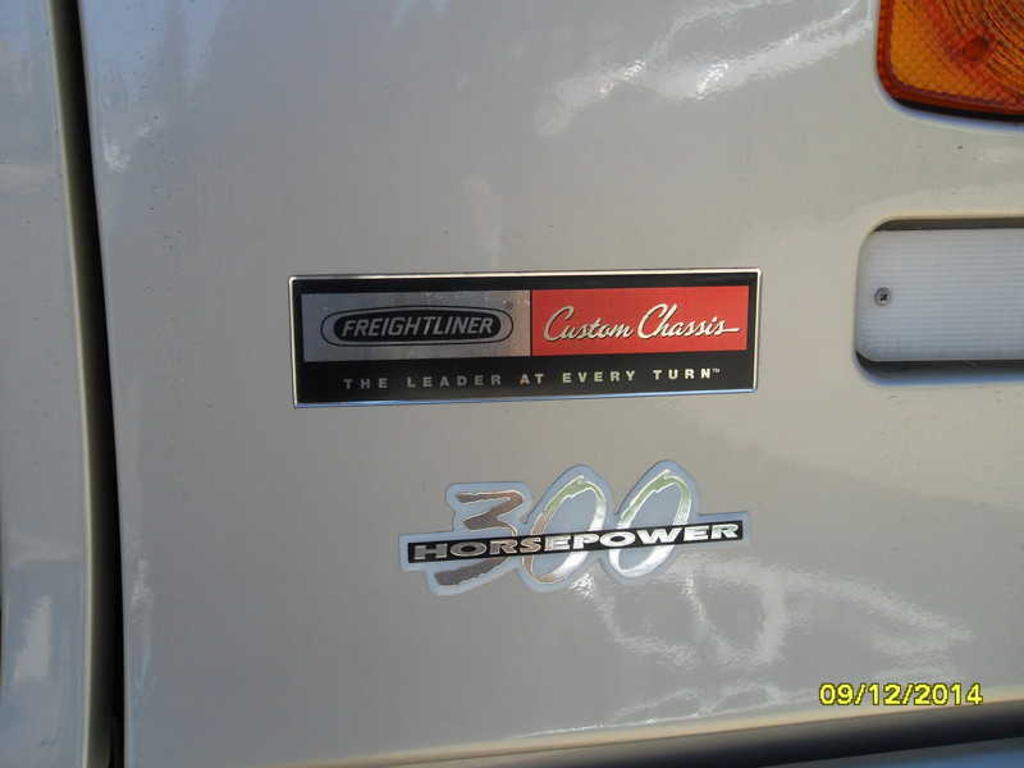 FREIGHTLINER® Custom Chassis
THE LEADER AT EVERY TURN™
300
HORSEPOWER
09/12/2014